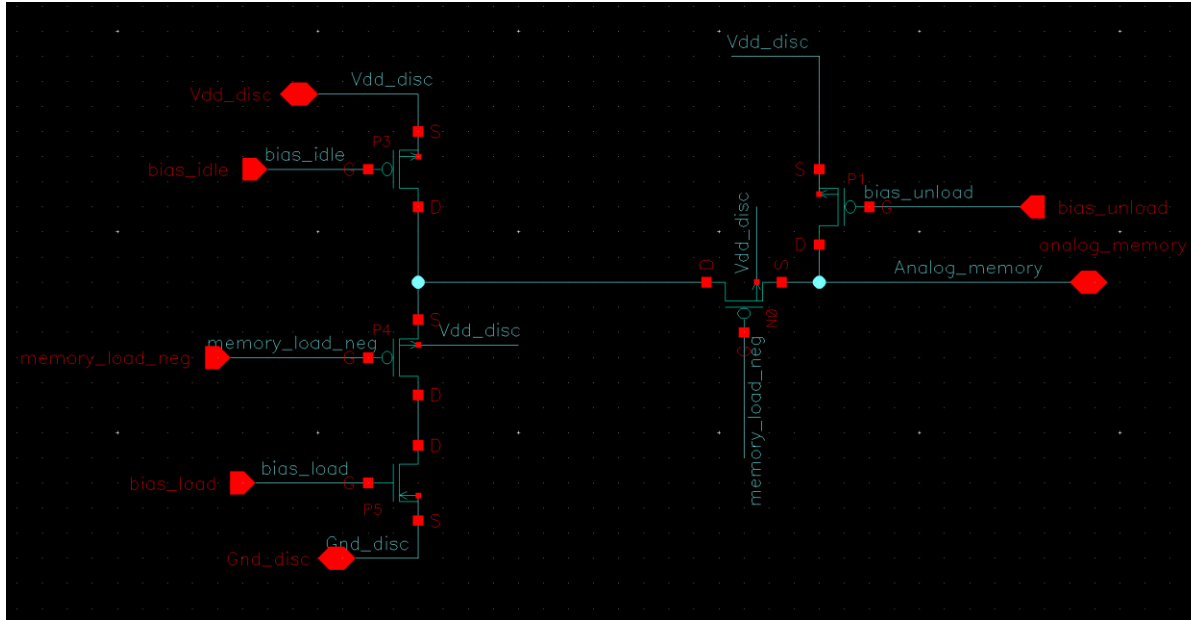 Vdd_disc
Vdd_disc
Vdd_disc
S
P3
bias_idle
bias_idle
G
S
P1
bias_unload
G
bias_unload
D
Vdd_disc
D
analog_memory
D
S
Analog_memory
S
P4
Vdd_disc
N0
memory_load_neg
memory_load_neg
G
G
D
memory_load_neg
D
bias_load
bias_load
G
P5
S
Gnd_disc
Gnd_disc